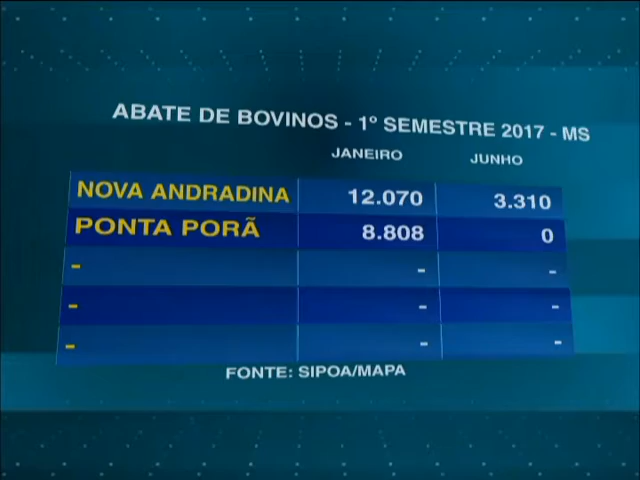 ABATE DE BOVINOS - 1º SEMESTRE 2017 - MS
JANEIRO JUNHO
NOVA ANDRADINA 12.070 3.310
PONTA PORÃ 8.808 0
- - -
- - -
- - -
FONTE: SIPOA/MAPA